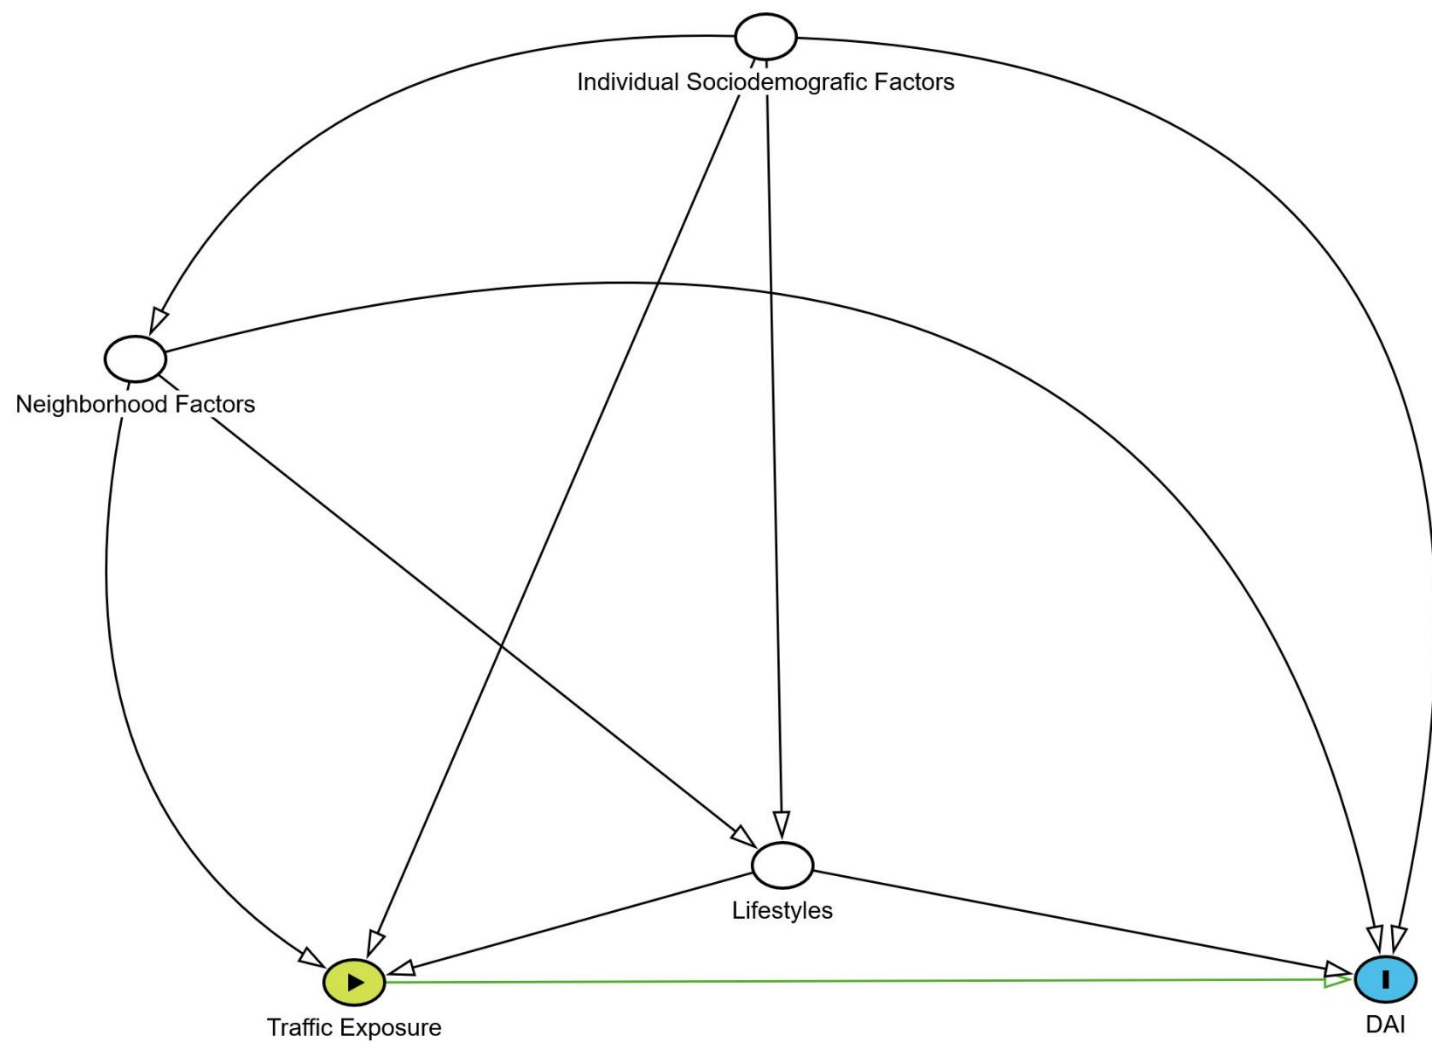 Individual Sociodemografic Factors
Neighborhood Factors
Lifestyles
Traffic Exposure
DAI